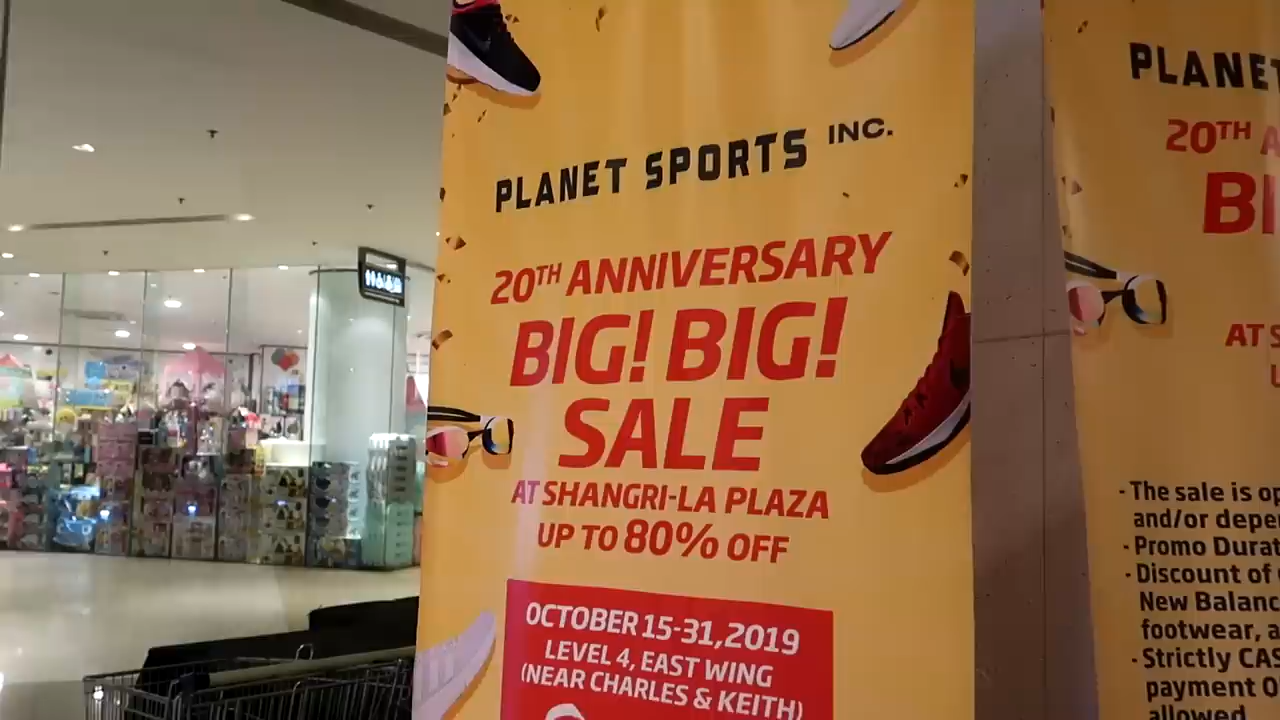 PLANET SPORTS INC.
20TH ANNIVERSARY
BIG! BIG!
SALE
AT SHANGRI-LA PLAZA
UP TO 80% OFF
OCTOBER 15-31, 2019
LEVEL 4, EAST WING
(NEAR CHARLES & KEITH)
PLANET
20TH A
BI
AT S
- The sale is op
and/or depe
- Promo Durat
- Discount of
New Balanc
footwear, a
- Strictly CAS
payment O
allowed